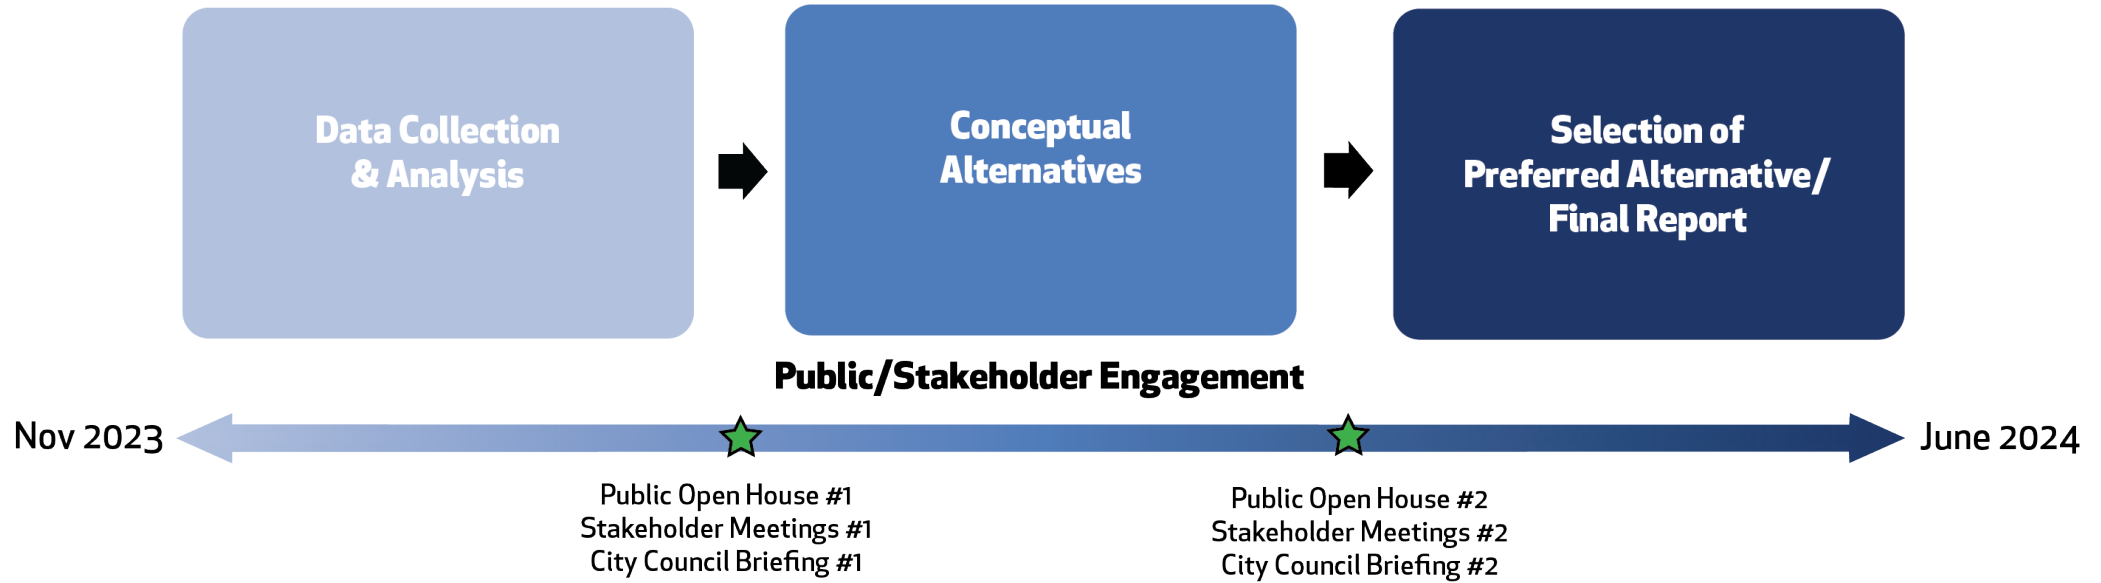 Data Collection
& Analysis
Conceptual
Alternatives
Selection of
Preferred Alternative/
Final Report
Public/Stakeholder Engagement
Nov 2023
June 2024
Public Open House #1
Stakeholder Meetings #1
City Council Briefing #1
Public Open House #2
Stakeholder Meetings #2
City Council Briefing #2